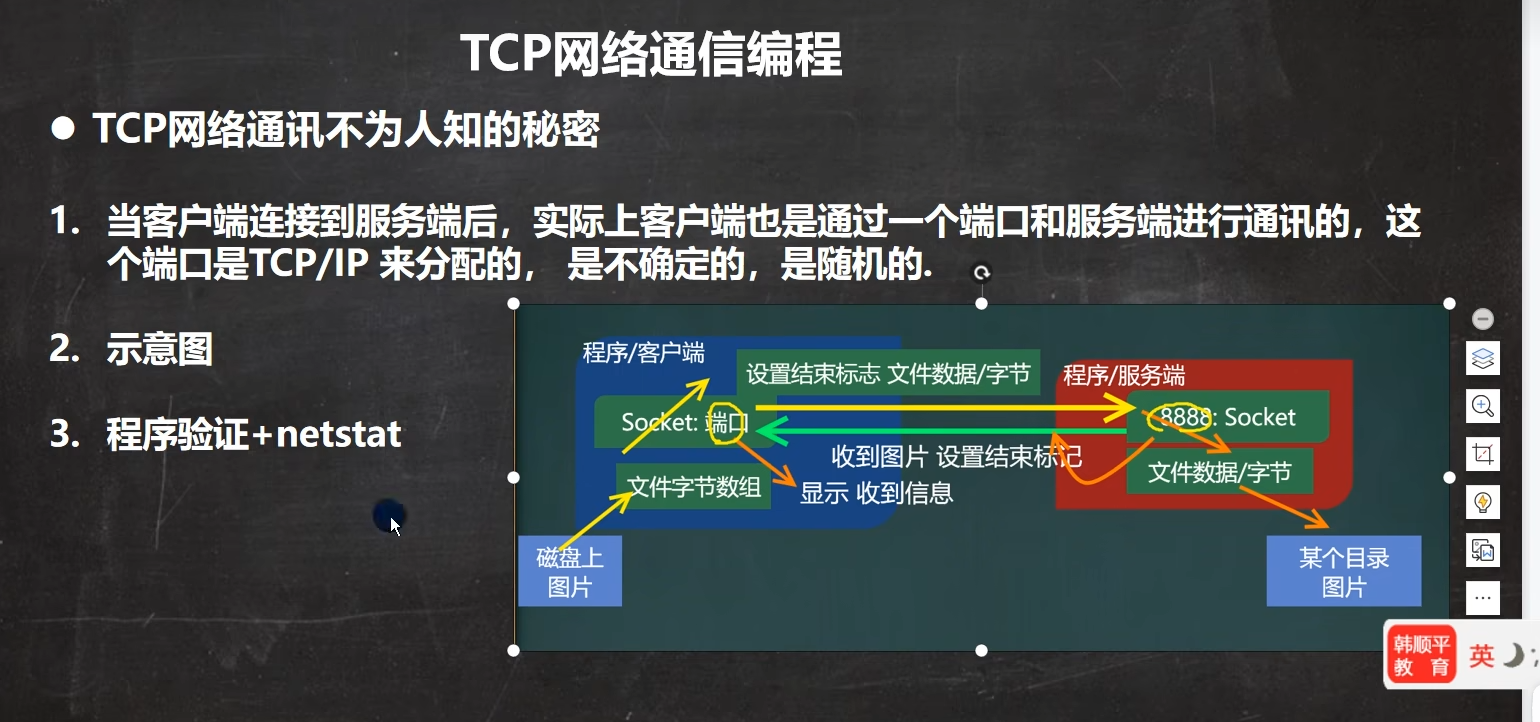 TCP网络通信编程
● TCP网络通讯不为人知的秘密
1. 当客户端连接到服务端后，实际上客户端也是通过一个端口和服务端进行通讯的，这
个端口是TCP/IP 来分配的， 是不确定的，是随机的.
2. 示意图
3. 程序验证+netstat
程序/客户端
设置结束标志 文件数据/字节
程序/服务端
Socket: 端口
8888: Socket
收到图片 设置结束标记
文件字节数组
显示 收到信息
文件数据/字节
磁盘上
图片
某个目录
图片
韩顺平
教 育
英